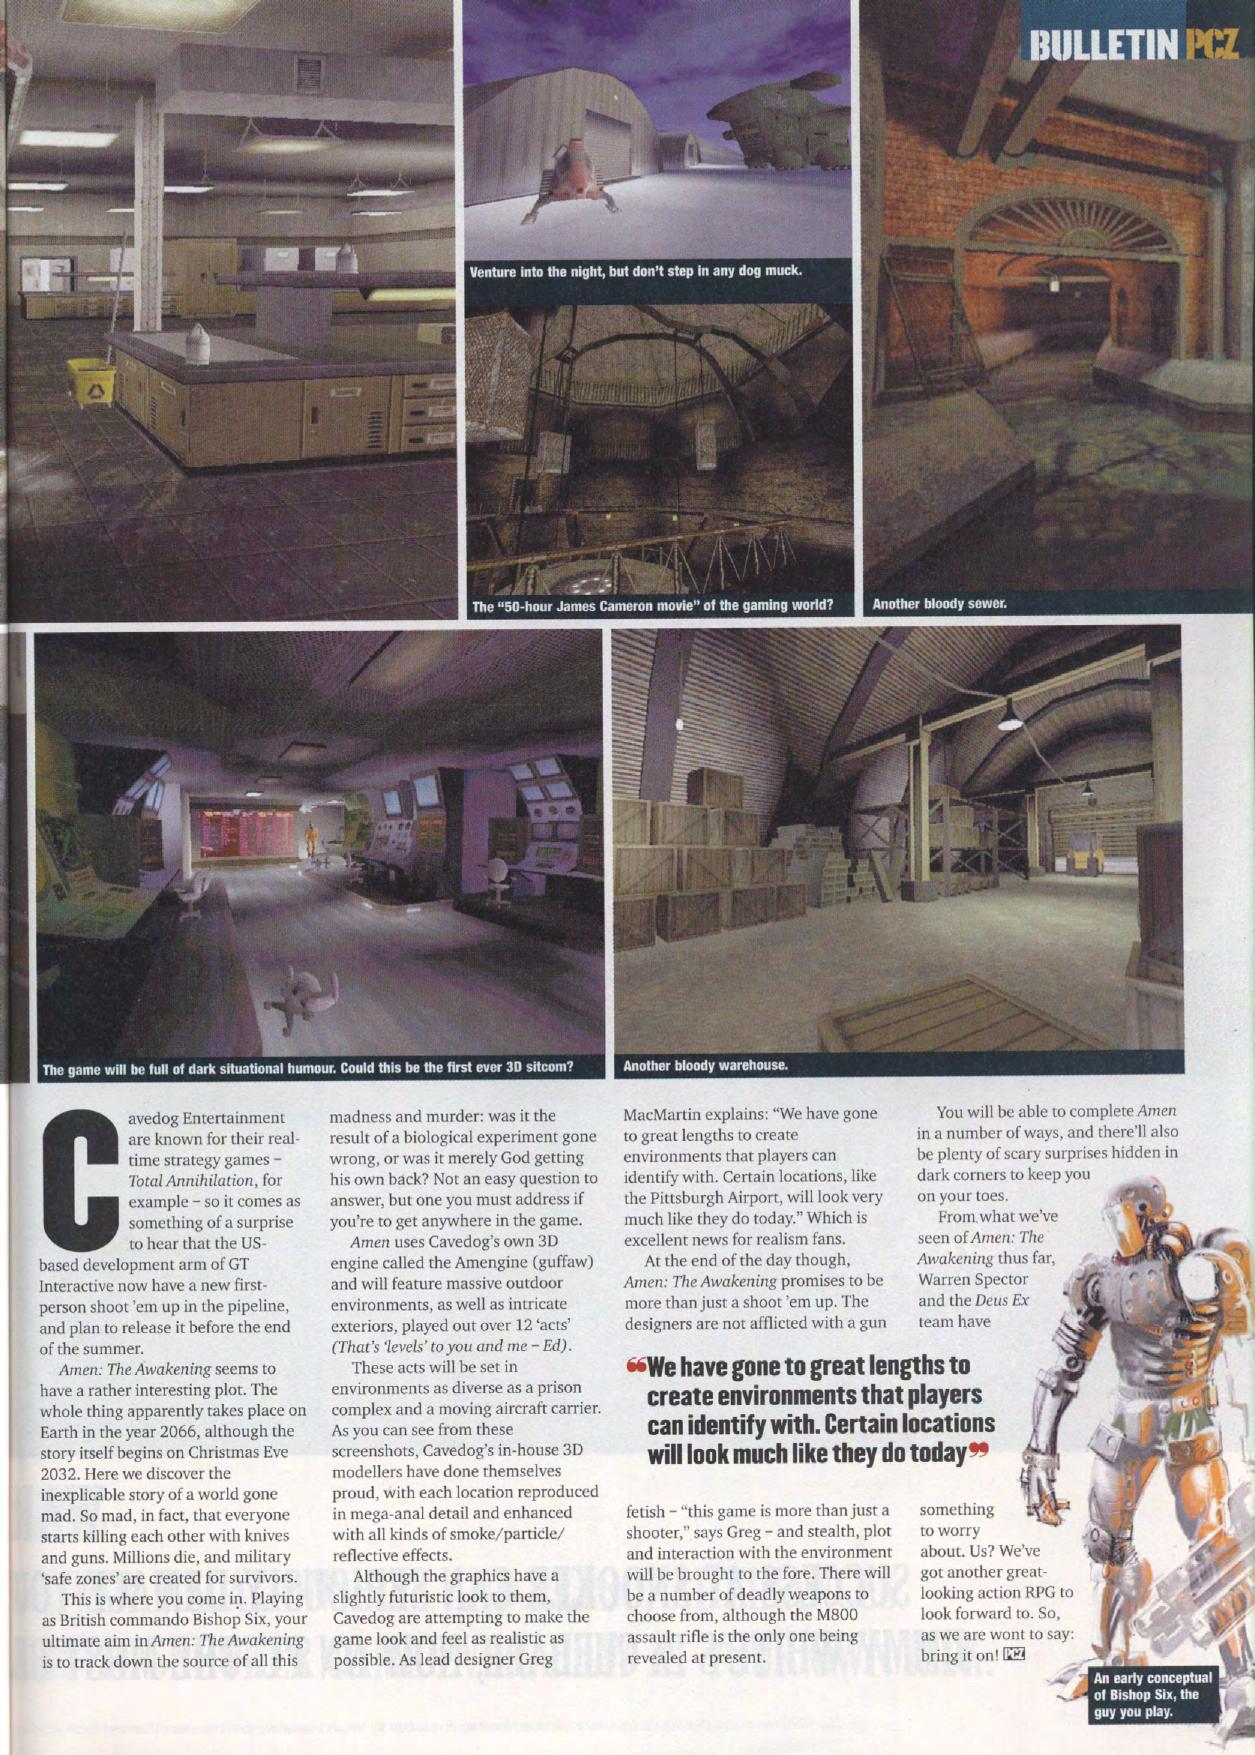 BULLETIN PCZ
Venture into the night, but don't step in any dog muck.
The "50-hour James Cameron movie" of the gaming world?
Another bloody sewer.
The game will be full of dark situational humour. Could this be the first ever 3D sitcom?
Another bloody warehouse.
Cavedog Entertainment
are known for their real-
time strategy games –
Total Annihilation, for
example – so it comes as
something of a surprise
to hear that the US-
based development arm of GT
Interactive now have a new first-
person shoot 'em up in the pipeline,
and plan to release it before the end
of the summer.
Amen: The Awakening seems to
have a rather interesting plot. The
whole thing apparently takes place on
Earth in the year 2066, although the
story itself begins on Christmas Eve
2032. Here we discover the
inexplicable story of a world gone
mad. So mad, in fact, that everyone
starts killing each other with knives
and guns. Millions die, and military
'safe zones' are created for survivors.
This is where you come in. Playing
as British commando Bishop Six, your
ultimate aim in Amen: The Awakening
is to track down the source of all this
madness and murder: was it the
result of a biological experiment gone
wrong, or was it merely God getting
his own back? Not an easy question to
answer, but one you must address if
you're to get anywhere in the game.
Amen uses Cavedog's own 3D
engine called the Amengine (guffaw)
and will feature massive outdoor
environments, as well as intricate
exteriors, played out over 12 'acts'
(That's 'levels' to you and me – Ed).
These acts will be set in
environments as diverse as a prison
complex and a moving aircraft carrier.
As you can see from these
screenshots, Cavedog's in-house 3D
modellers have done themselves
proud, with each location reproduced
in mega-anal detail and enhanced
with all kinds of smoke/particle/
reflective effects.
Although the graphics have a
slightly futuristic look to them,
Cavedog are attempting to make the
game look and feel as realistic as
possible. As lead designer Greg
MacMartin explains: "We have gone
to great lengths to create
environments that players can
identify with. Certain locations, like
the Pittsburgh Airport, will look very
much like they do today." Which is
excellent news for realism fans.
At the end of the day though,
Amen: The Awakening promises to be
more than just a shoot 'em up. The
designers are not afflicted with a gun
"We have gone to great lengths to
create environments that players
can identify with. Certain locations
will look much like they do today"
fetish – "this game is more than just a
shooter," says Greg – and stealth, plot
and interaction with the environment
will be brought to the fore. There will
be a number of deadly weapons to
choose from, although the M800
assault rifle is the only one being
revealed at present.
You will be able to complete Amen
in a number of ways, and there'll also
be plenty of scary surprises hidden in
dark corners to keep you
on your toes.
From what we've
seen of Amen: The
Awakening thus far,
Warren Spector
and the Deus Ex
team have
something
to worry
about. Us? We've
got another great-
looking action RPG to
look forward to. So,
as we are wont to say:
bring it on! PCZ
An early conceptual
of Bishop Six, the
guy you play.